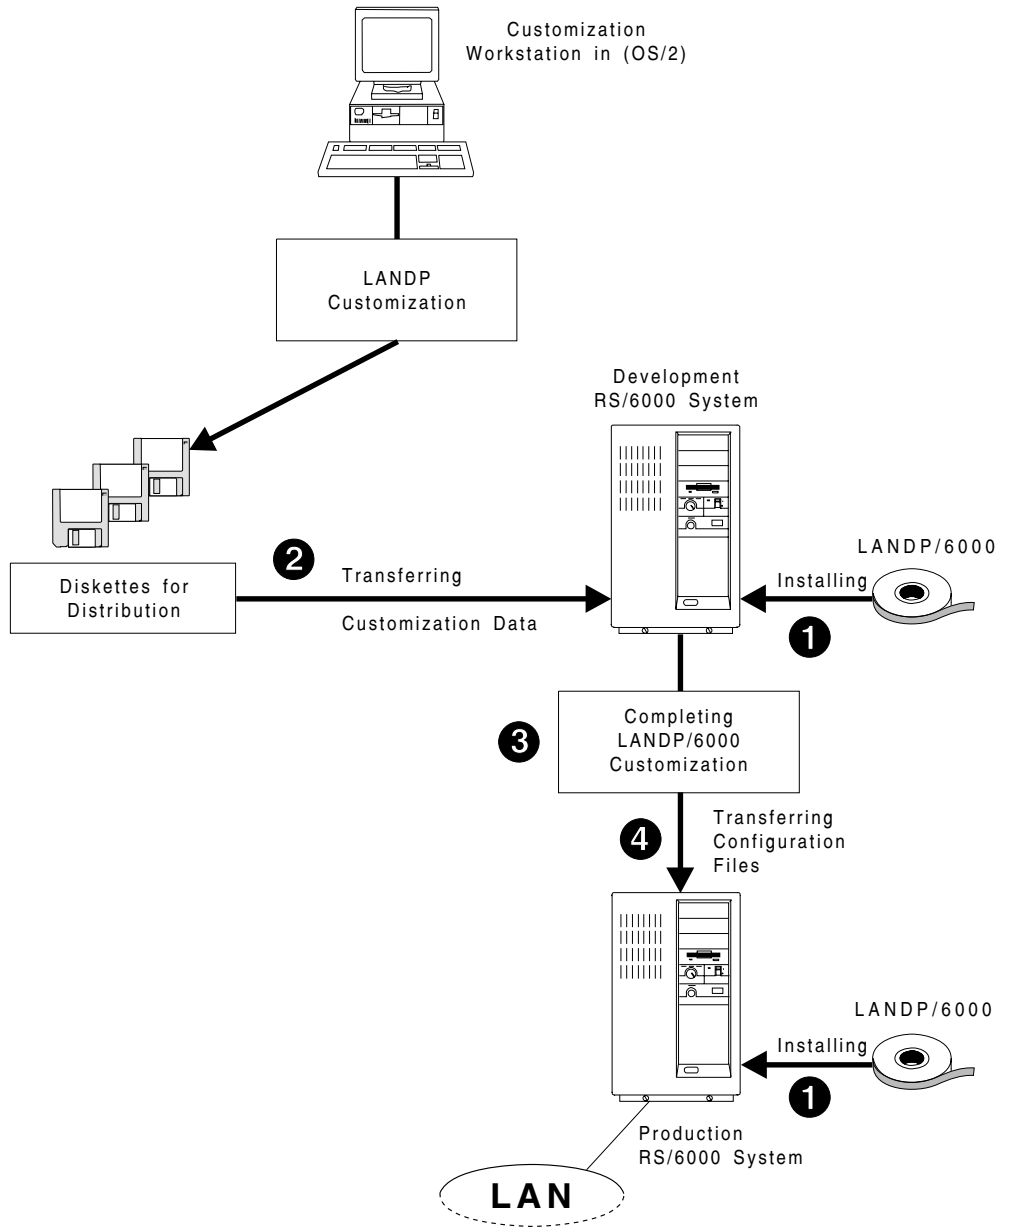 Customization
Workstation in (OS/2)
LANDP
Customization
Development
RS/6000 System
LANDP/6000
Installing
1
2
Transferring
Customization Data
Diskettes for
Distribution
3
Completing
LANDP/6000
Customization
4
Transferring
Configuration
Files
LANDP/6000
Installing
1
Production
RS/6000 System
LAN